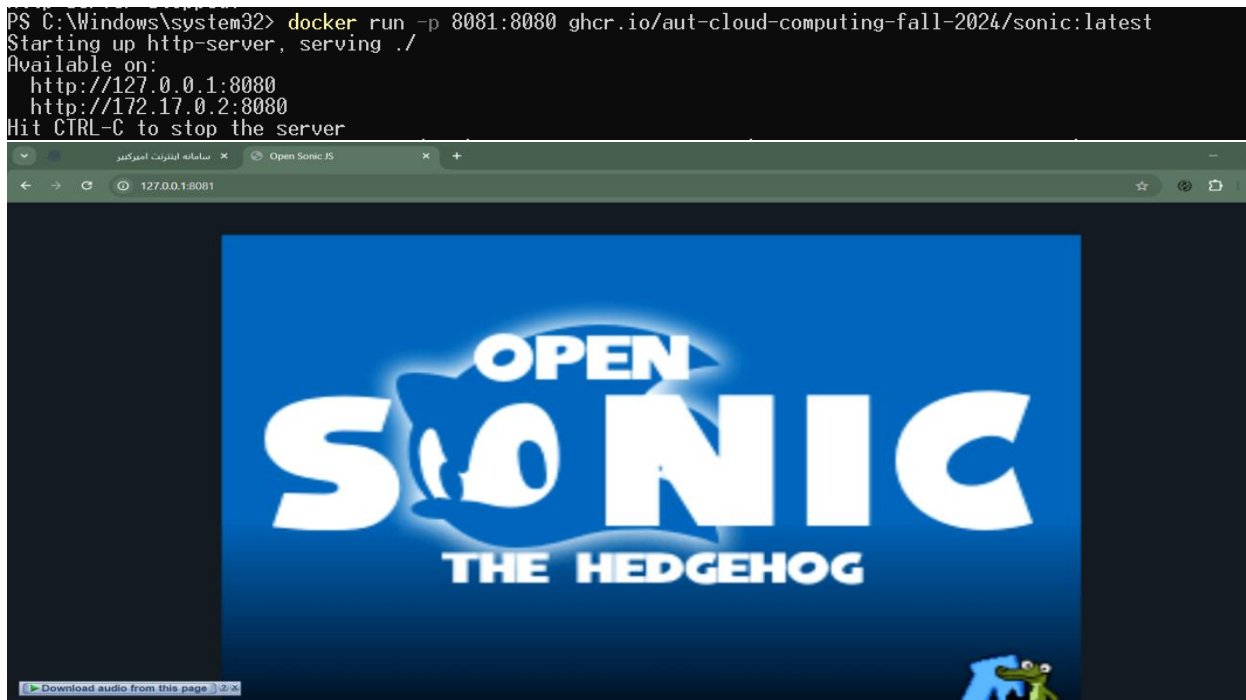 PS C:\Windows\system32> docker run -p 8081:8080 ghcr.io/aut-cloud-computing-fall-2024/sonic:latest
Starting up http-server, serving ./
Available on:
http://127.0.0.1:8080
http://172.17.0.2:8080
Hit CTRL-C to stop the server
سامانه اینترنت امیرکبیر
Open Sonic JS
127.0.0.1:8081
OPEN
SONIC
THE HEDGEHOG
Download audio from this page